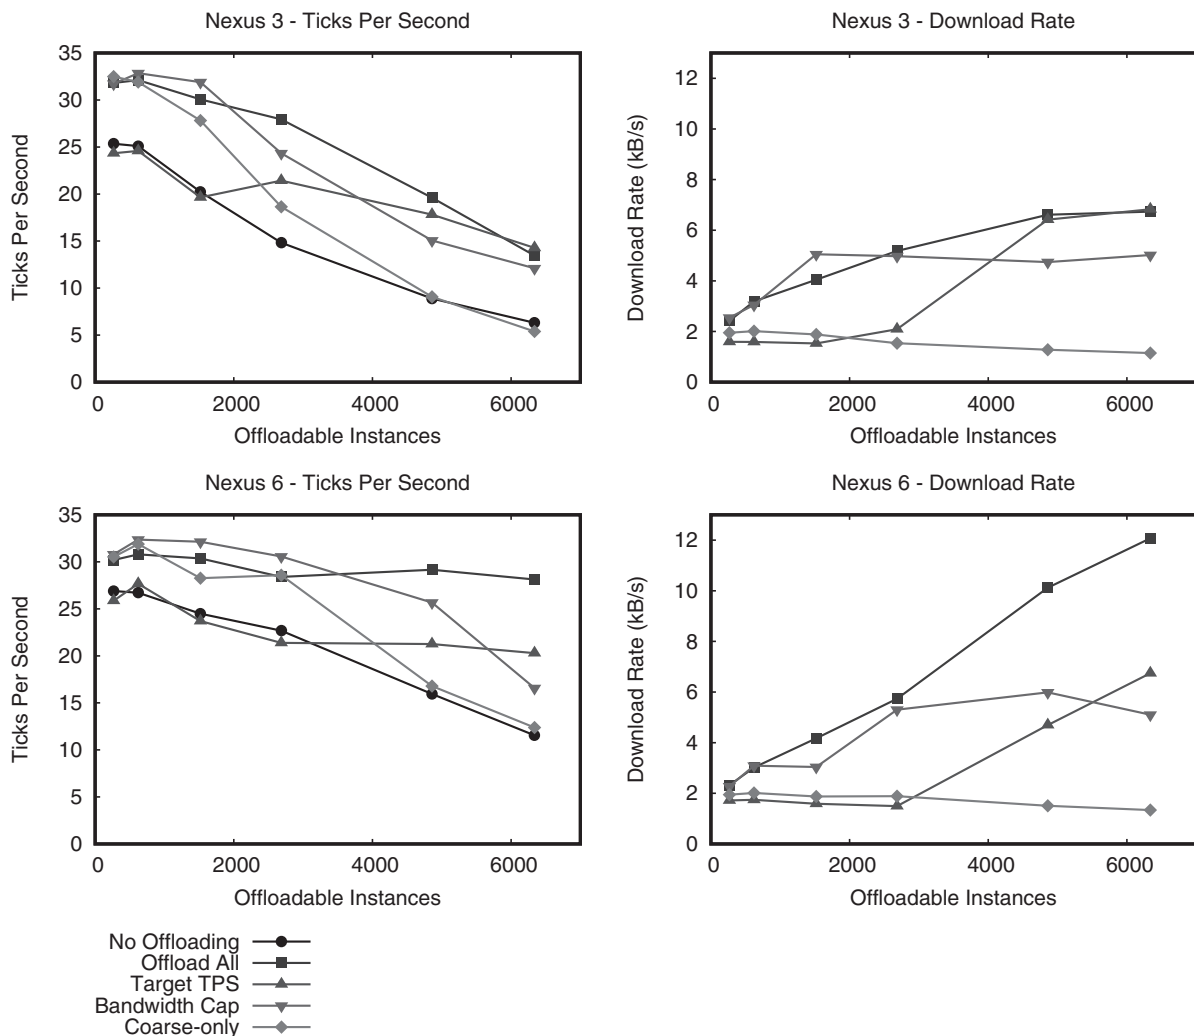 Nexus 3 - Ticks Per Second
35
30
25
20
15
10
5
0
Ticks Per Second
0 2000 4000 6000
Offloadable Instances
Nexus 3 - Download Rate
12
10
8
6
4
2
0
Download Rate (kB/s)
0 2000 4000 6000
Offloadable Instances
Nexus 6 - Ticks Per Second
35
30
25
20
15
10
5
0
Ticks Per Second
0 2000 4000 6000
Offloadable Instances
Nexus 6 - Download Rate
12
10
8
6
4
2
0
Download Rate (kB/s)
0 2000 4000 6000
Offloadable Instances
No Offloading
Offload All
Target TPS
Bandwidth Cap
Coarse-only